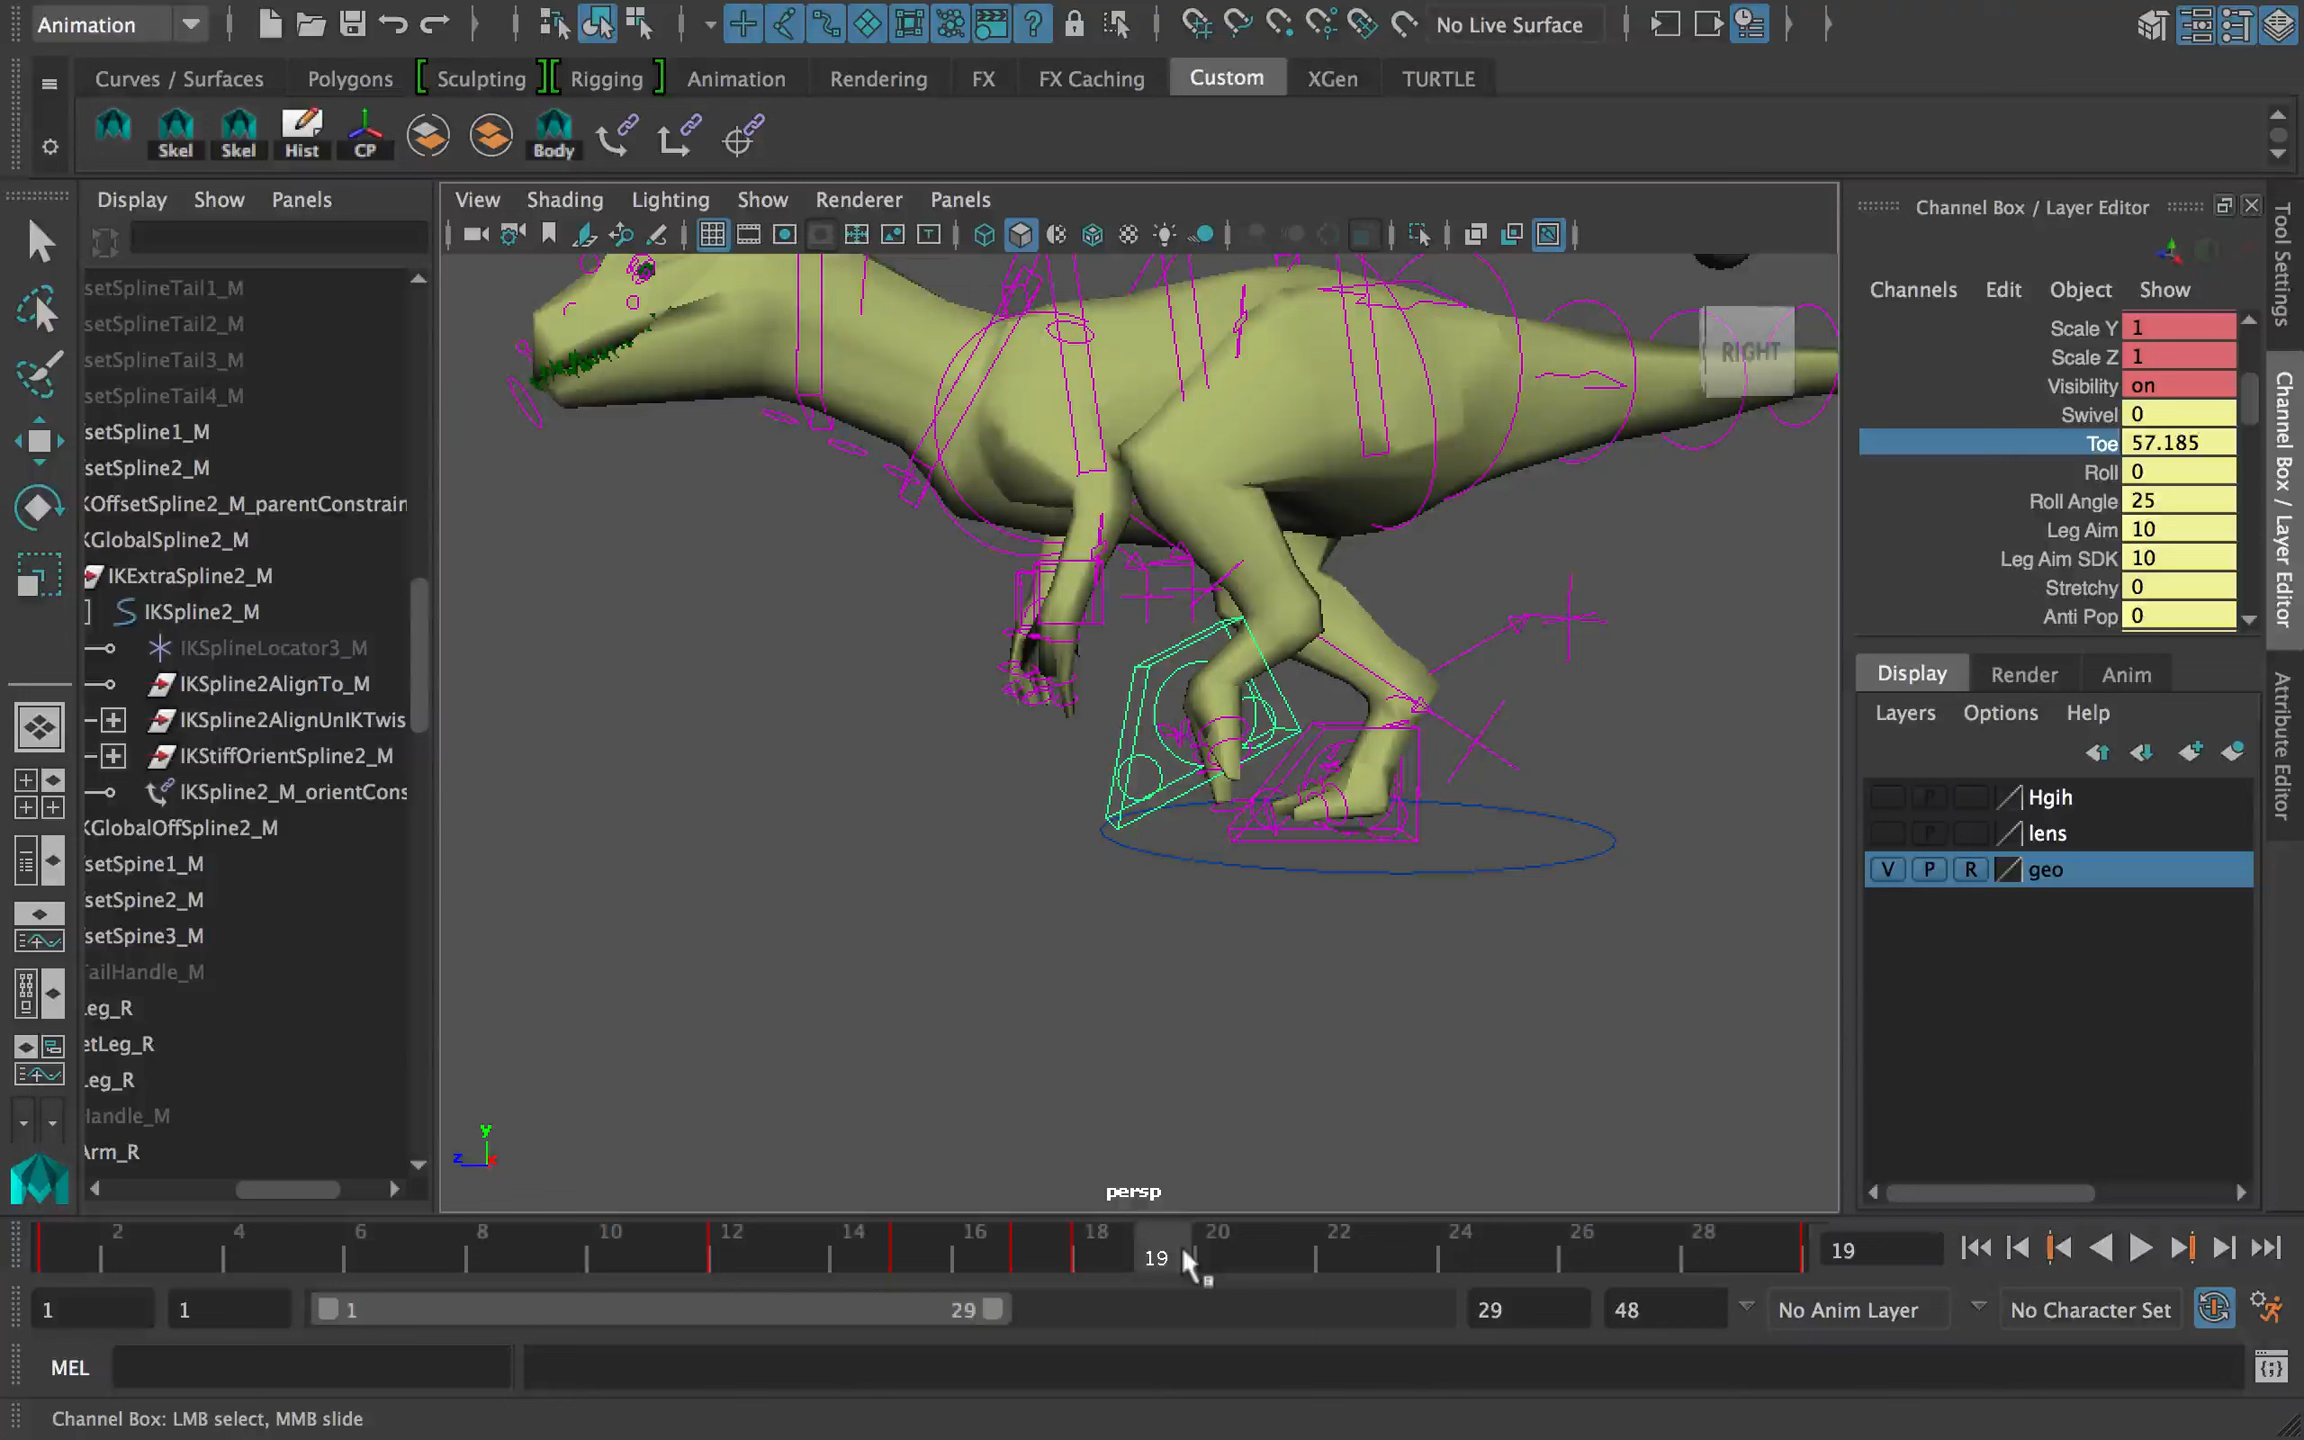 Animation
No Live Surface
Curves / Surfaces Polygons Sculpting Rigging Animation Rendering FX FX Caching Custom XGen TURTLE
Skel Skel Hist CP Body
Display Show Panels
View Shading Lighting Show Renderer Panels
setSplineTail1_M
setSplineTail2_M
setSplineTail3_M
setSplineTail4_M
setSpline1_M
setSpline2_M
KOffsetSpline2_M_parentConstrain
KGlobalSpline2_M
IKExtraSpline2_M
IKSpline2_M
IKSplineLocator3_M
IKSpline2AlignTo_M
IKSpline2AlignUnIKTwis
IKStiffOrientSpline2_M
IKSpline2_M_orientCons
KGlobalOffSpline2_M
setSpine1_M
setSpine2_M
setSpine3_M
TailHandle_M
Leg_R
etLeg_R
Leg_R
Handle_M
Arm_R
RIGHT
y
z x
persp
Channel Box / Layer Editor
Channels Edit Object Show
Scale Y 1
Scale Z 1
Visibility on
Swivel 0
Toe 57.185
Roll 0
Roll Angle 25
Leg Aim 10
Leg Aim SDK 10
Stretchy 0
Anti Pop 0
Display Render Anim
Layers Options Help
P Hgih
P lens
V P R geo
Tool Settings
Channel Box / Layer Editor
Attribute Editor
2 4 6 8 10 12 14 16 18 20 22 24 26 28
19
19
1 1 1 29 29 48 No Anim Layer No Character Set
MEL
Channel Box: LMB select, MMB slide